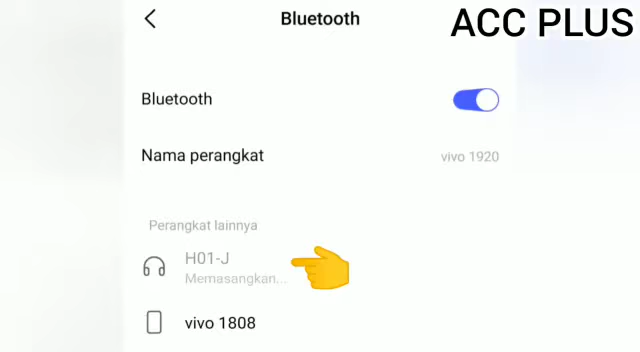 Bluetooth
ACC PLUS
Bluetooth
Nama perangkat
vivo 1920
Perangkat lainnya
H01-J
Memasangkan...
vivo 1808